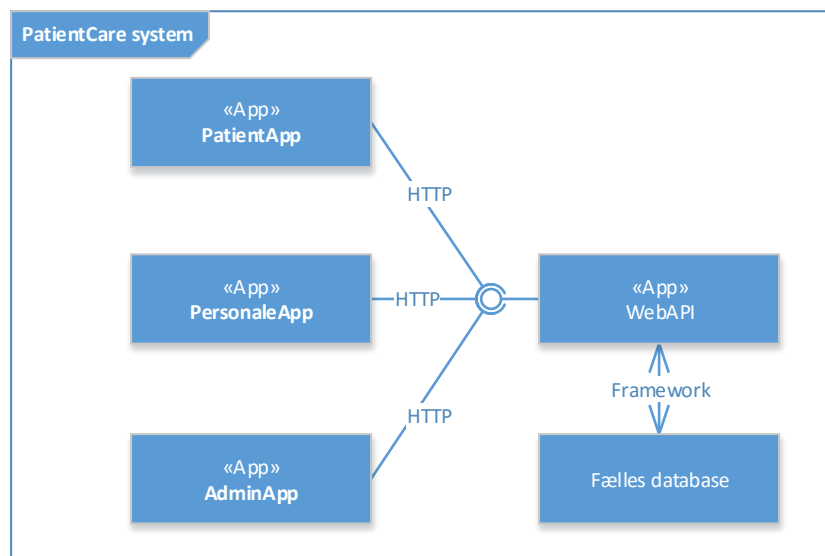 PatientCare system
«App»
PatientApp
HTTP
«App»
PersonaleApp
HTTP
«App»
WebAPI
Framework
HTTP
«App»
AdminApp
Fælles database